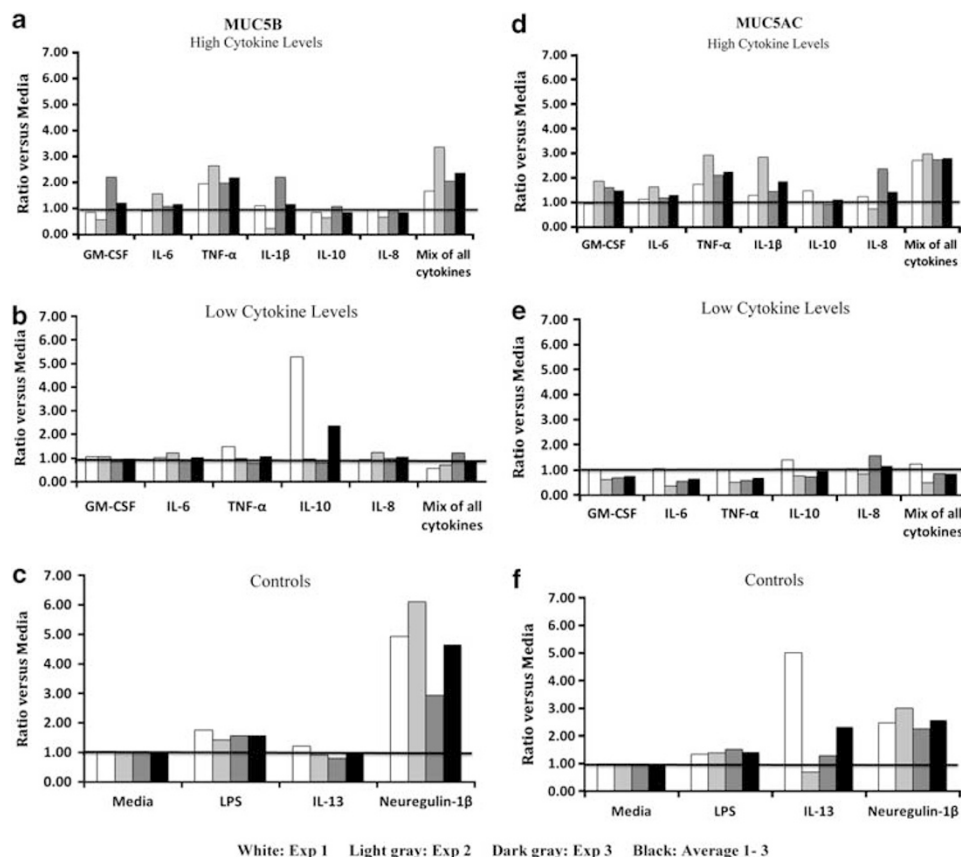 a
MUC5B
High Cytokine Levels
Ratio versus Media
7.00
6.00
5.00
4.00
3.00
2.00
1.00
0.00
GM-CSF IL-6 TNF-α IL-1β IL-10 IL-8 Mix of all
cytokines
b
Low Cytokine Levels
Ratio versus Media
7.00
6.00
5.00
4.00
3.00
2.00
1.00
0.00
GM-CSF IL-6 TNF-α IL-10 IL-8 Mix of all
cytokines
c
Controls
Ratio versus Media
7.00
6.00
5.00
4.00
3.00
2.00
1.00
0.00
Media LPS IL-13 Neuregulin-1β
d
MUC5AC
High Cytokine Levels
Ratio versus Media
7.00
6.00
5.00
4.00
3.00
2.00
1.00
0.00
GM-CSF IL-6 TNF-α IL-1β IL-10 IL-8 Mix of all
cytokines
e
Low Cytokine Levels
Ratio versus Media
7.00
6.00
5.00
4.00
3.00
2.00
1.00
0.00
GM-CSF IL-6 TNF-α IL-10 IL-8 Mix of all
cytokines
f
Controls
Ratio versus Media
7.00
6.00
5.00
4.00
3.00
2.00
1.00
0.00
Media LPS IL-13 Neuregulin-1β
White: Exp 1 Light gray: Exp 2 Dark gray: Exp 3 Black: Average 1- 3